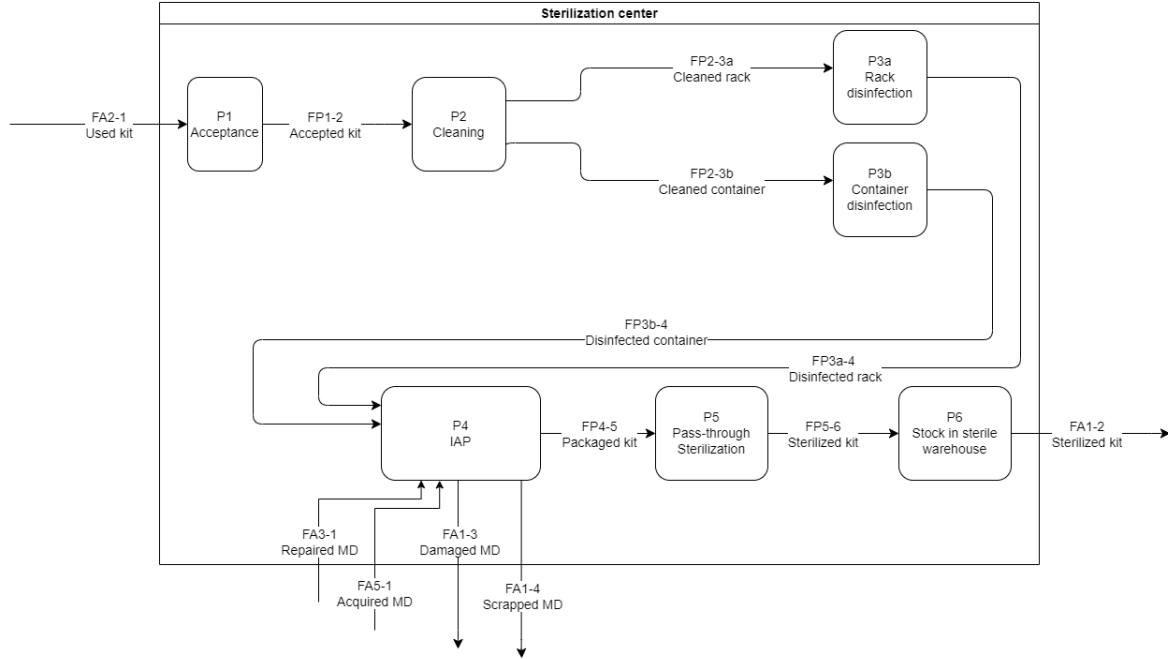 Sterilization center
FA2-1
Used kit
P1
Acceptance
FP1-2
Accepted kit
P2
Cleaning
FP2-3a
Cleaned rack
P3a
Rack
disinfection
FP2-3b
Cleaned container
P3b
Container
disinfection
FP3b-4
Disinfected container
FP3a-4
Disinfected rack
P4
IAP
FP4-5
Packaged kit
P5
Pass-through
Sterilization
FP5-6
Sterilized kit
P6
Stock in sterile
warehouse
FA1-2
Sterilized kit
FA3-1
Repaired MD
FA5-1
Acquired MD
FA1-3
Damaged MD
FA1-4
Scrapped MD